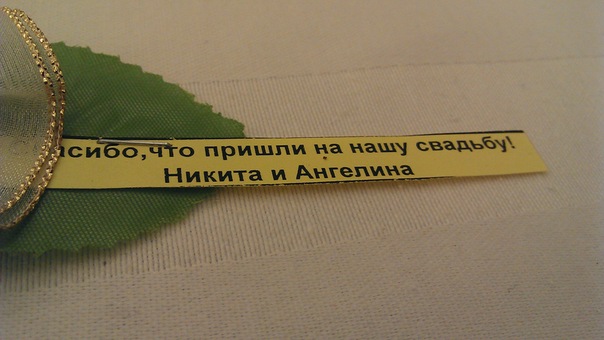 асибо,что пришли на нашу свадьбу!
Никита и Ангелина